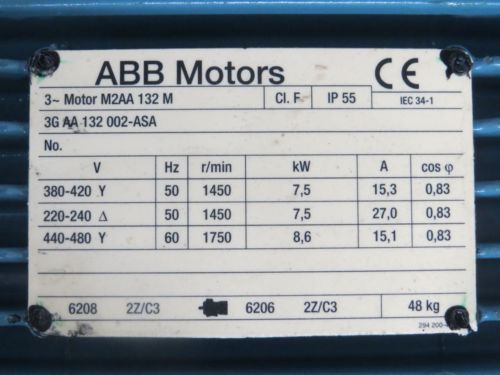 ABB Motors CE
3~ Motor M2AA 132 M Cl. F IP 55 IEC 34-1
3G AA 132 002-ASA
No.
V Hz r/min kW A cos φ
380-420 Y 50 1450 7,5 15,3 0,83
220-240 Δ 50 1450 7,5 27,0 0,83
440-480 Y 60 1750 8,6 15,1 0,83
6208 2Z/C3 6206 2Z/C3 48 kg
294 200-